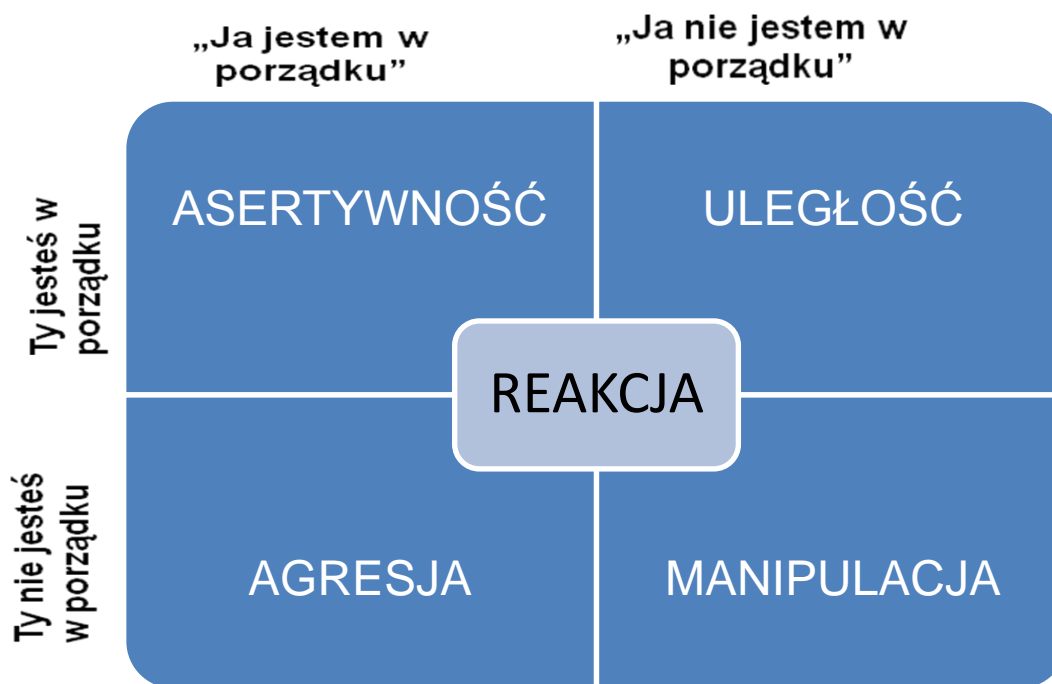 „Ja jestem w
porządku”
„Ja nie jestem w
porządku”
Ty jesteś w
porządku
ASERTYWNOŚĆ
ULEGŁOŚĆ
REAKCJA
Ty nie jesteś
w porządku
AGRESJA
MANIPULACJA